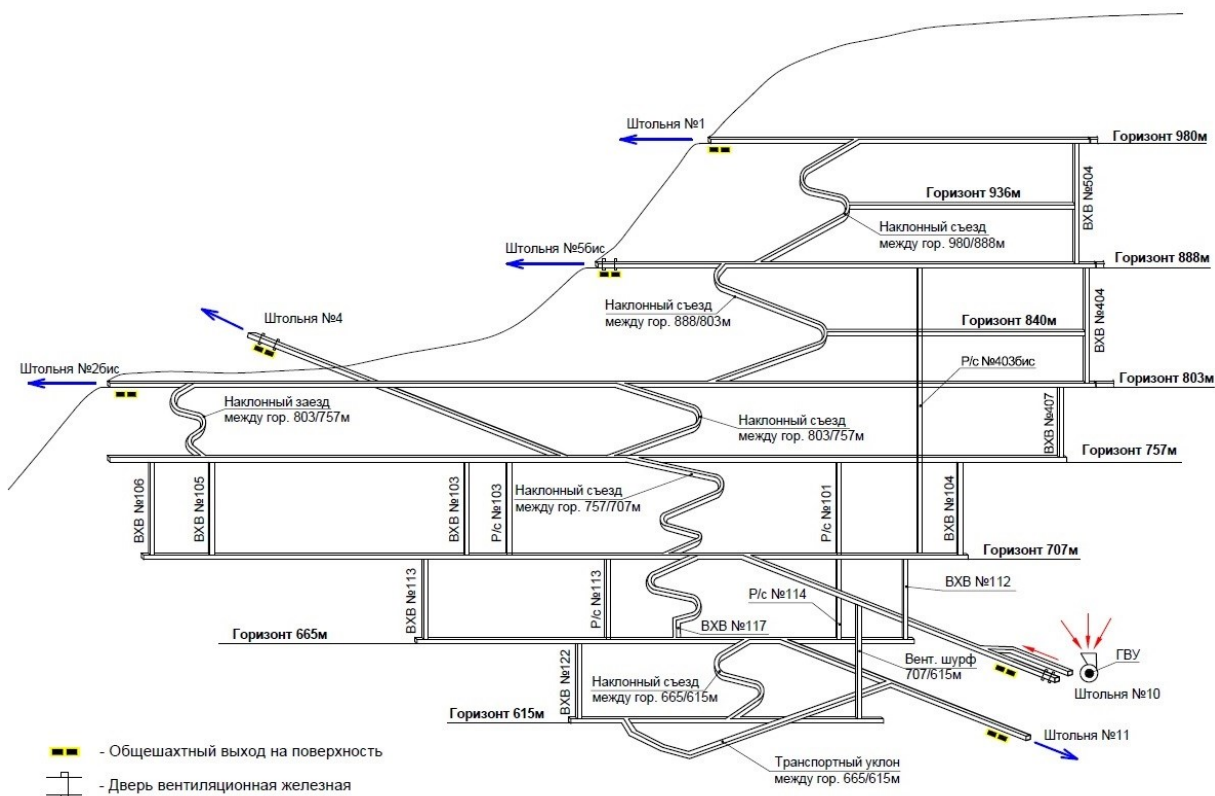 Штольня №1
Горизонт 980м
Горизонт 936м
ВХВ №504
Наклонный съезд
между гор. 980/888м
Штольня №5бис
Горизонт 888м
Наклонный съезд
между гор. 888/803м
Штольня №4
Горизонт 840м
ВХВ №404
Р/с №403бис
Штольня №2бис
Горизонт 803м
Наклонный заезд
между гор. 803/757м
Наклонный съезд
между гор. 803/757м
ВХВ №407
Горизонт 757м
ВХВ №106
ВХВ №105
ВХВ №103
Р/с №103
Наклонный съезд
между гор. 757/707м
Р/с №101
ВХВ №104
Горизонт 707м
ВХВ №113
Р/с №113
Р/с №114
ВХВ №112
ВХВ №117
Горизонт 665м
Вент. шурф
707/615м
ГВУ
Штольня №10
ВХВ №122
Наклонный съезд
между гор. 665/615м
Горизонт 615м
Штольня №11
Транспортный уклон
между гор. 665/615м
- Общешахтный выход на поверхность
- Дверь вентиляционная железная